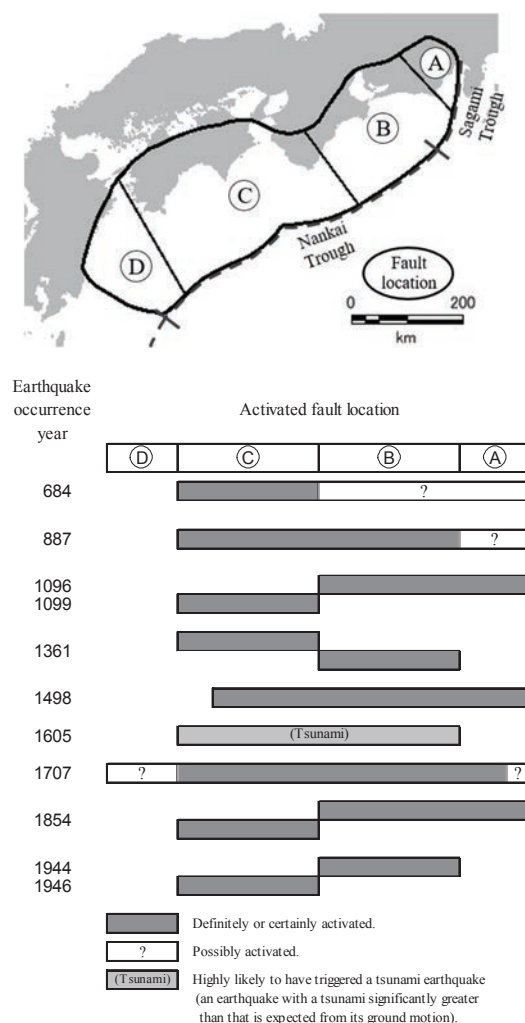 A
B
C
D
Sagami
Trough
Nankai
Trough
Fault
location
0 200
km
Earthquake
occurrence
year
Activated fault location
D C B A
684 ?
887 ?
1096
1099
1361
1498
1605 (Tsunami)
1707 ? ?
1854
1944
1946
Definitely or certainly activated.
? Possibly activated.
(Tsunami) Highly likely to have triggered a tsunami earthquake
(an earthquake with a tsunami significantly greater
than that is expected from its ground motion).